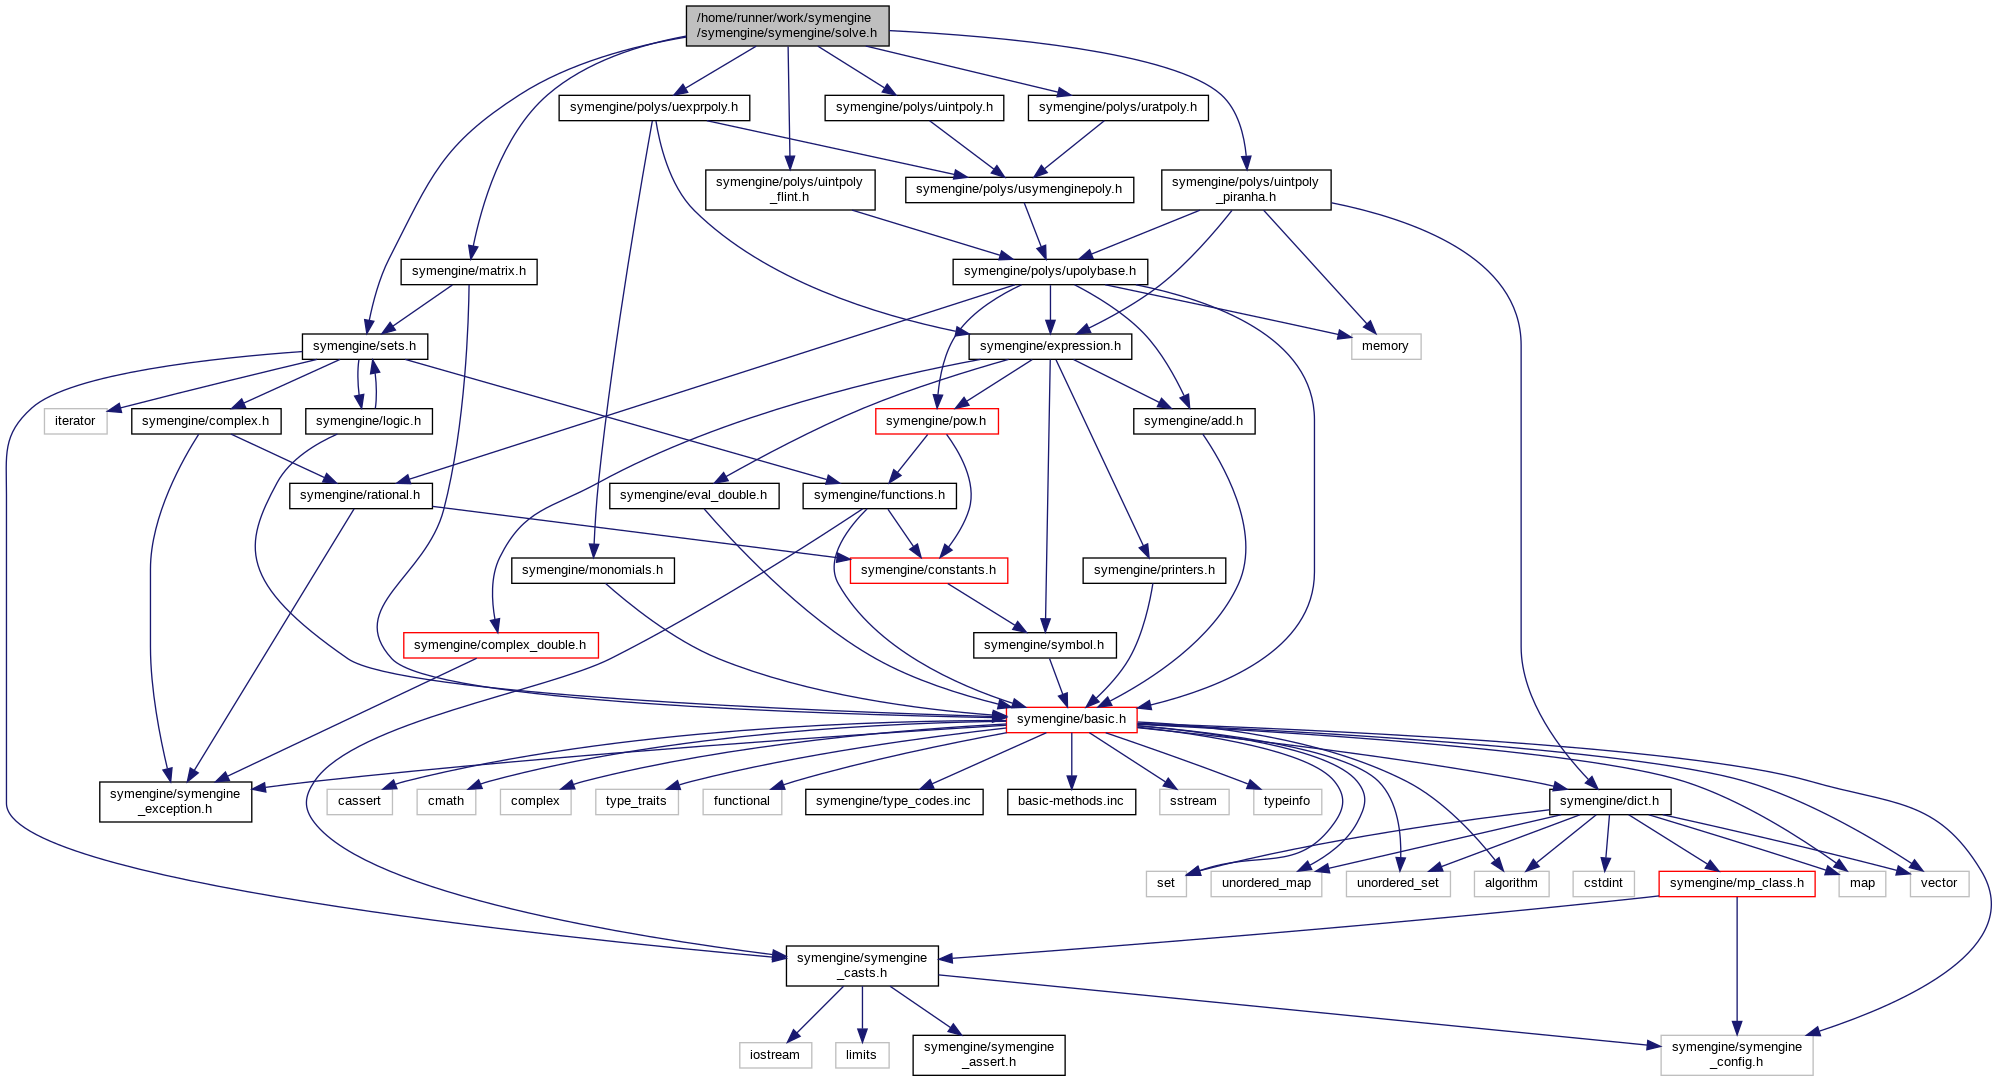 /home/runner/work/symengine
/symengine/symengine/solve.h
symengine/polys/uexprpoly.h
symengine/polys/uintpoly.h
symengine/polys/uratpoly.h
symengine/polys/uintpoly
_flint.h
symengine/polys/usymenginepoly.h
symengine/polys/uintpoly
_piranha.h
symengine/matrix.h
symengine/polys/upolybase.h
symengine/sets.h
symengine/expression.h
memory
iterator
symengine/complex.h
symengine/logic.h
symengine/pow.h
symengine/add.h
symengine/rational.h
symengine/eval_double.h
symengine/functions.h
symengine/monomials.h
symengine/constants.h
symengine/printers.h
symengine/complex_double.h
symengine/symbol.h
symengine/basic.h
symengine/symengine
_exception.h
cassert
cmath
complex
type_traits
functional
symengine/type_codes.inc
basic-methods.inc
sstream
typeinfo
symengine/dict.h
set
unordered_map
unordered_set
algorithm
cstdint
symengine/mp_class.h
map
vector
symengine/symengine
_casts.h
iostream
limits
symengine/symengine
_assert.h
symengine/symengine
_config.h